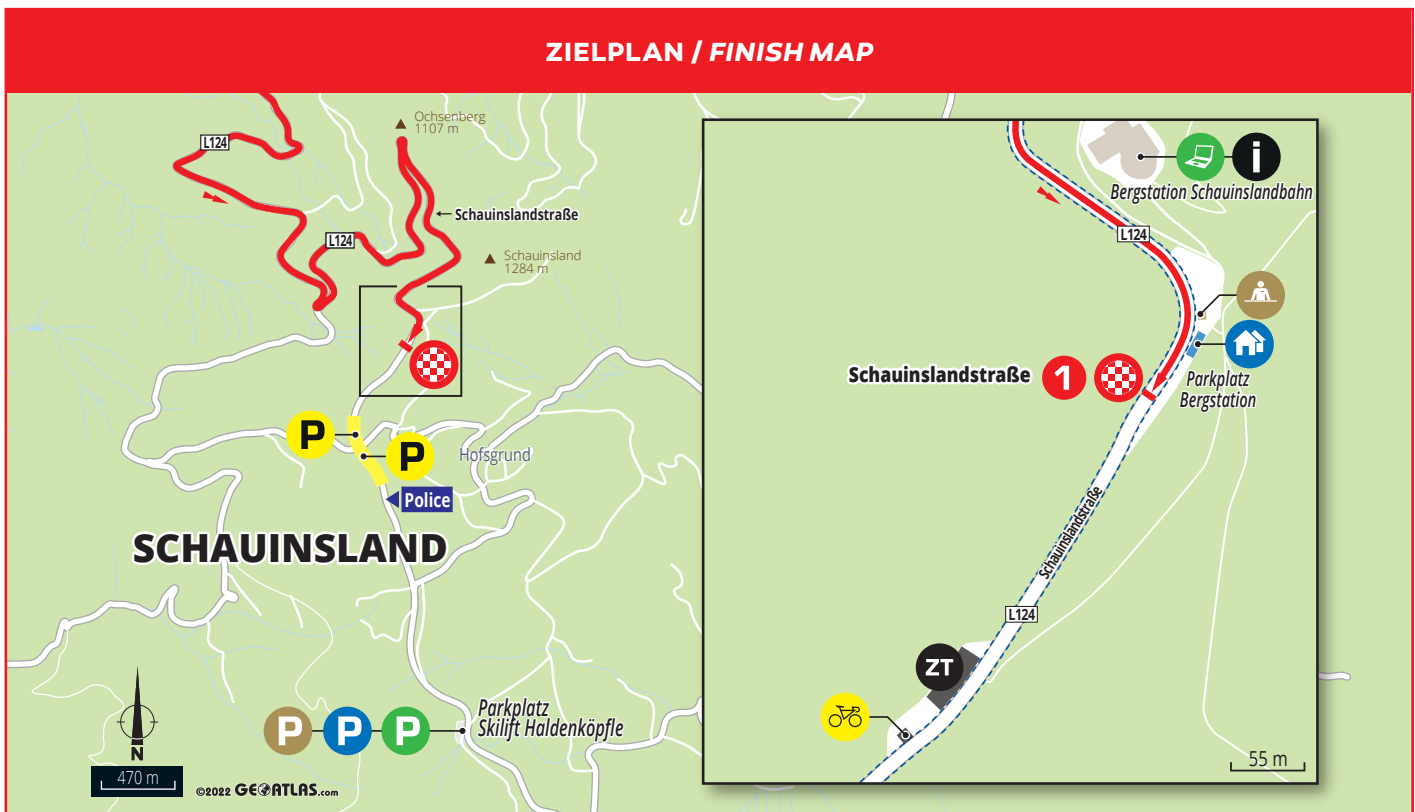 ZIELPLAN / FINISH MAP
Ochsenberg
1107 m
L124
Schauinslandstraße
L124
Schauinsland
1284 m
P
P
Hofsgrund
Police
SCHAUINSLAND
Parkplatz
Skilift Haldenköpfle
P P P
N
470 m
©2022 GEOATLAS.com
i
Bergstation Schauinslandbahn
L124
Schauinslandstraße 1
Parkplatz
Bergstation
Schauinslandstraße
L124
ZT
55 m